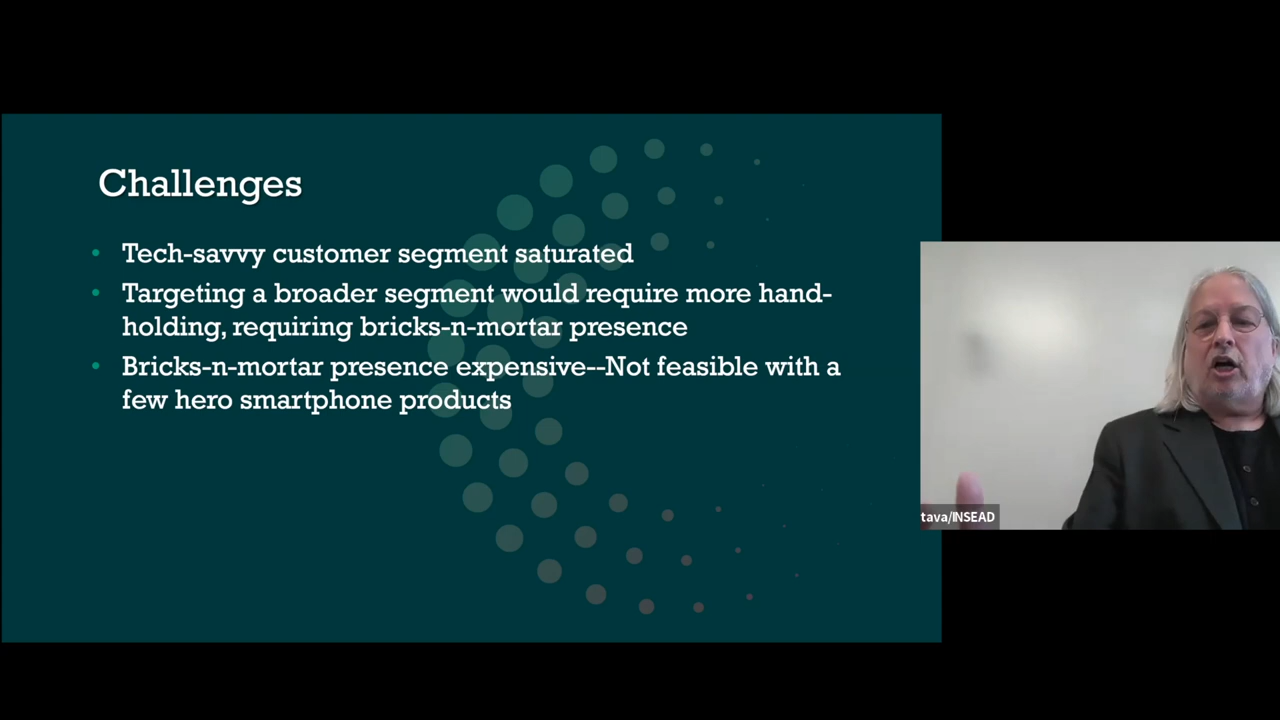 Challenges
• Tech-savvy customer segment saturated
• Targeting a broader segment would require more hand-
holding, requiring bricks-n-mortar presence
• Bricks-n-mortar presence expensive--Not feasible with a
few hero smartphone products
tava/INSEAD